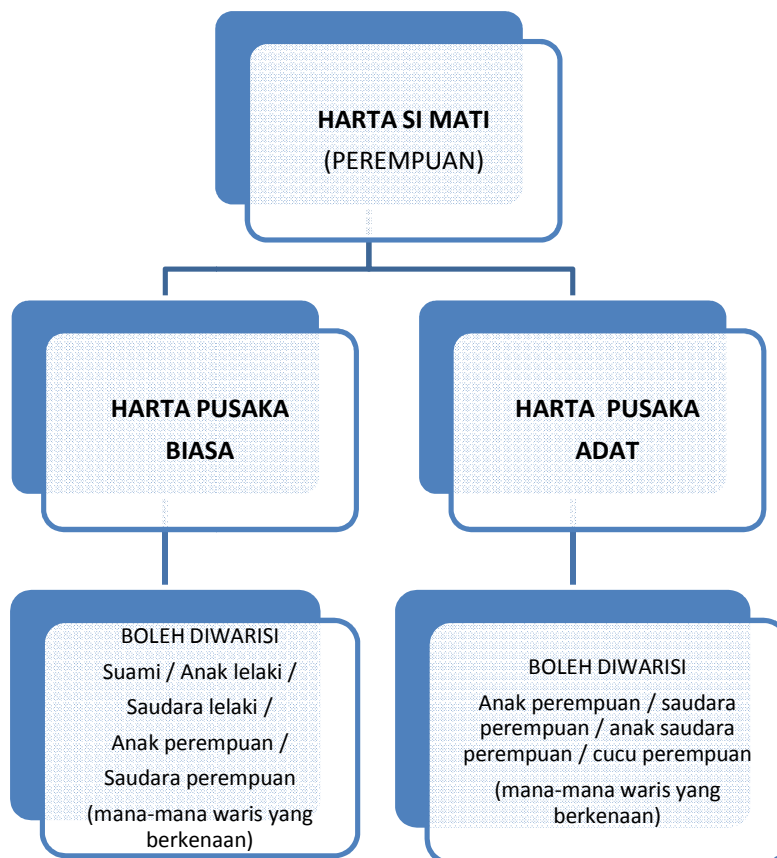 HARTA SI MATI
(PEREMPUAN)
HARTA PUSAKA
BIASA
HARTA PUSAKA
ADAT
BOLEH DIWARISI
Suami / Anak lelaki /
Saudara lelaki /
Anak perempuan /
Saudara perempuan
(mana-mana waris yang
berkenaan)
BOLEH DIWARISI
Anak perempuan / saudara
perempuan / anak saudara
perempuan / cucu perempuan
(mana-mana waris yang
berkenaan)